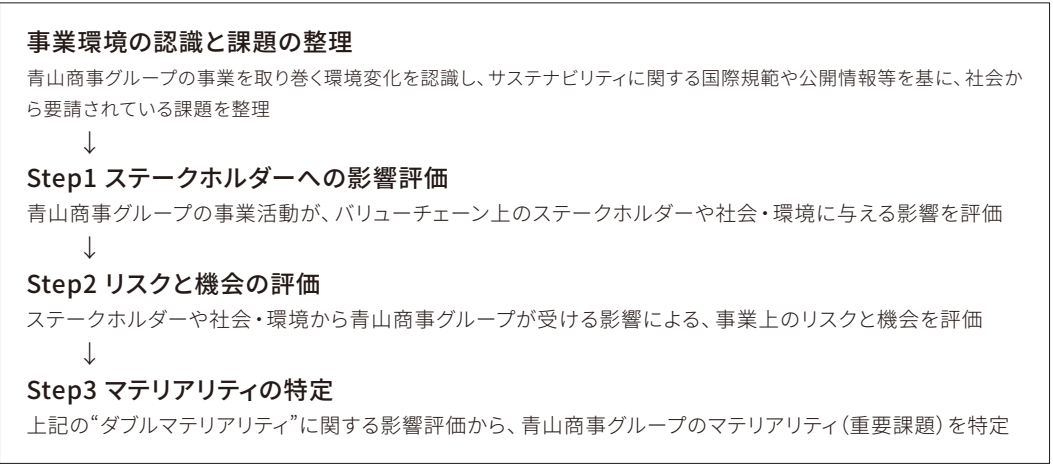 事業環境の認識と課題の整理
青山商事グループの事業を取り巻く環境変化を認識し、サステナビリティに関する国際規範や公開情報等を基に、社会か
ら要請されている課題を整理
↓
Step1 ステークホルダーへの影響評価
青山商事グループの事業活動が、バリューチェーン上のステークホルダーや社会・環境に与える影響を評価
↓
Step2 リスクと機会の評価
ステークホルダーや社会・環境から青山商事グループが受ける影響による、事業上のリスクと機会を評価
↓
Step3 マテリアリティの特定
上記の“ダブルマテリアリティ”に関する影響評価から、青山商事グループのマテリアリティ（重要課題）を特定